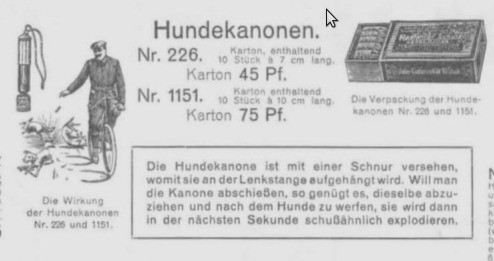 Hundekanonen.
Nr. 226. Karton, enthaltend
10 Stück à 7 cm lang.
Karton 45 Pf.
Nr. 1151. Karton enthaltend
10 Stück à 10 cm lang.
Karton 75 Pf.
Die Verpackung der Hunde-
kanonen Nr. 226 und 1151.
Die Wirkung
der Hundekanonen
Nr. 226 und 1151.
Die Hundekanone ist mit einer Schnur versehen,
womit sie an der Lenkstange aufgehängt wird. Will man
die Kanone abschießen, so genügt es, dieselbe abzu-
ziehen und nach dem Hunde zu werfen, sie wird dann
in der nächsten Sekunde schußähnlich explodieren.